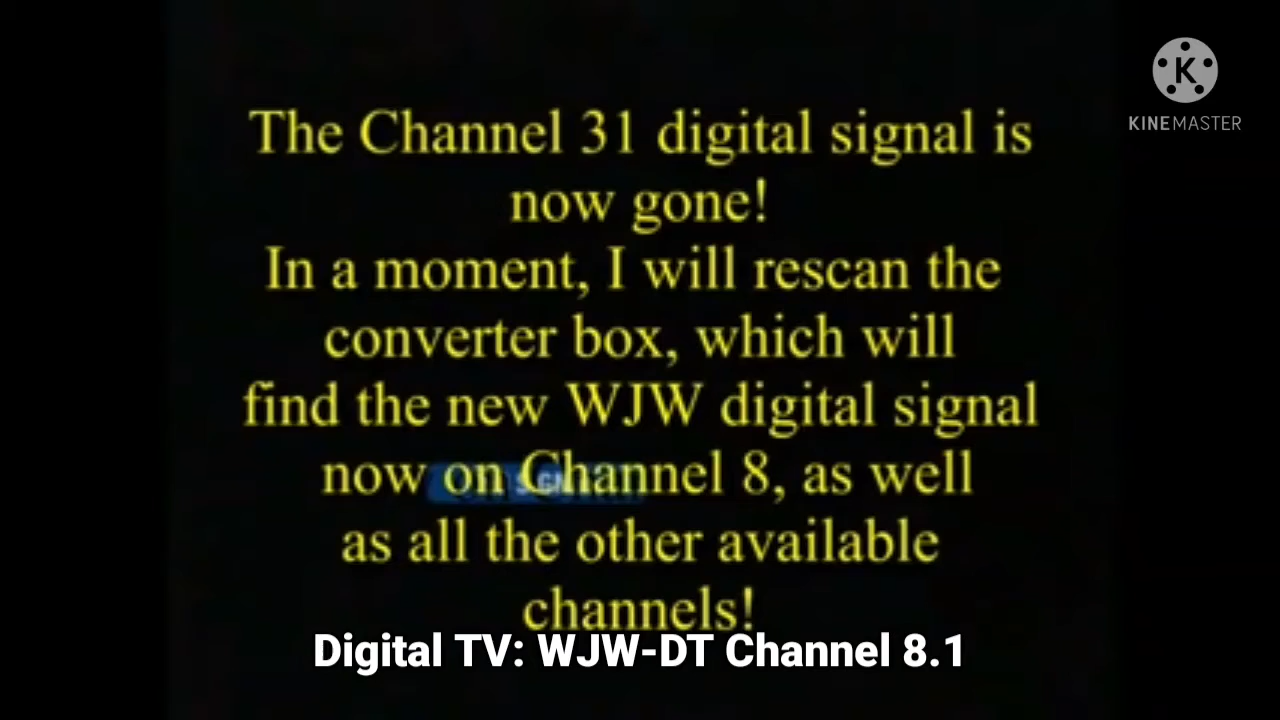 K
KINEMASTER
The Channel 31 digital signal is
now gone!
In a moment, I will rescan the
converter box, which will
find the new WJW digital signal
now on Channel 8, as well
as all the other available
channels!
Digital TV: WJW-DT Channel 8.1